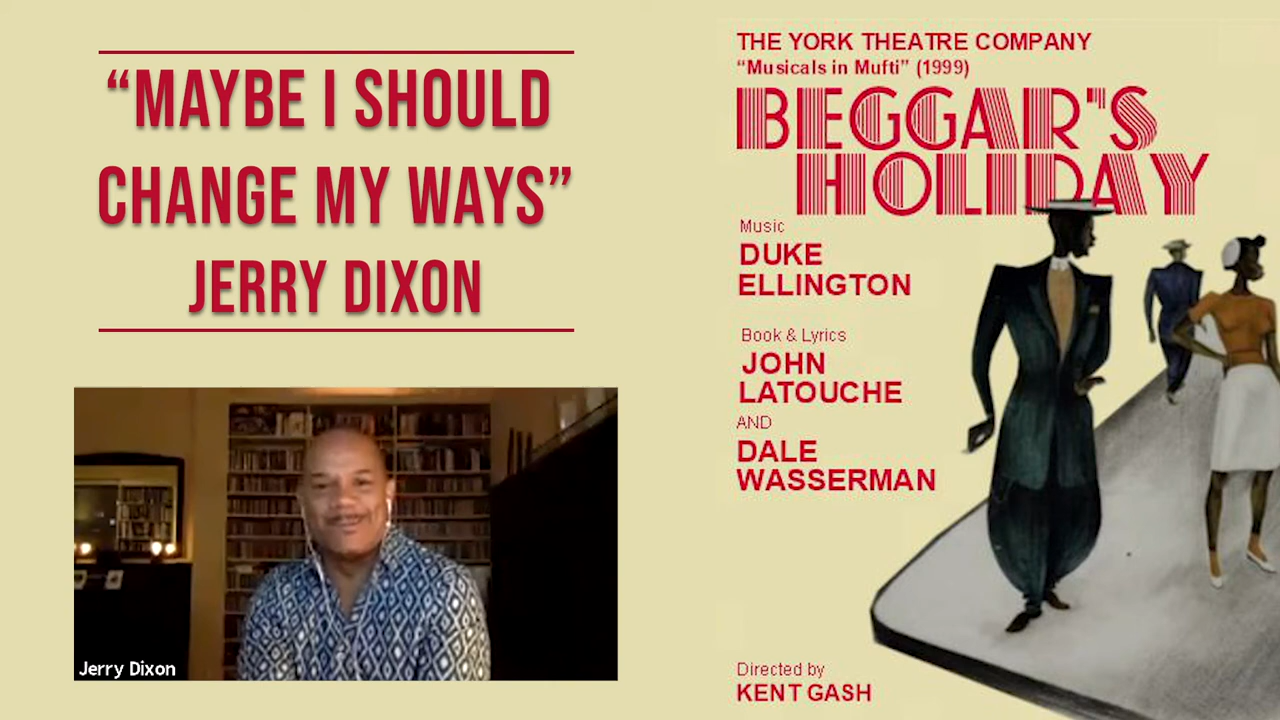 “MAYBE I SHOULD
CHANGE MY WAYS”
JERRY DIXON
Jerry Dixon
THE YORK THEATRE COMPANY
“Musicals in Mufti” (1999)
BEGGAR'S
HOLIDAY
Music
DUKE
ELLINGTON
Book & Lyrics
JOHN
LATOUCHE
AND
DALE
WASSERMAN
Directed by
KENT GASH